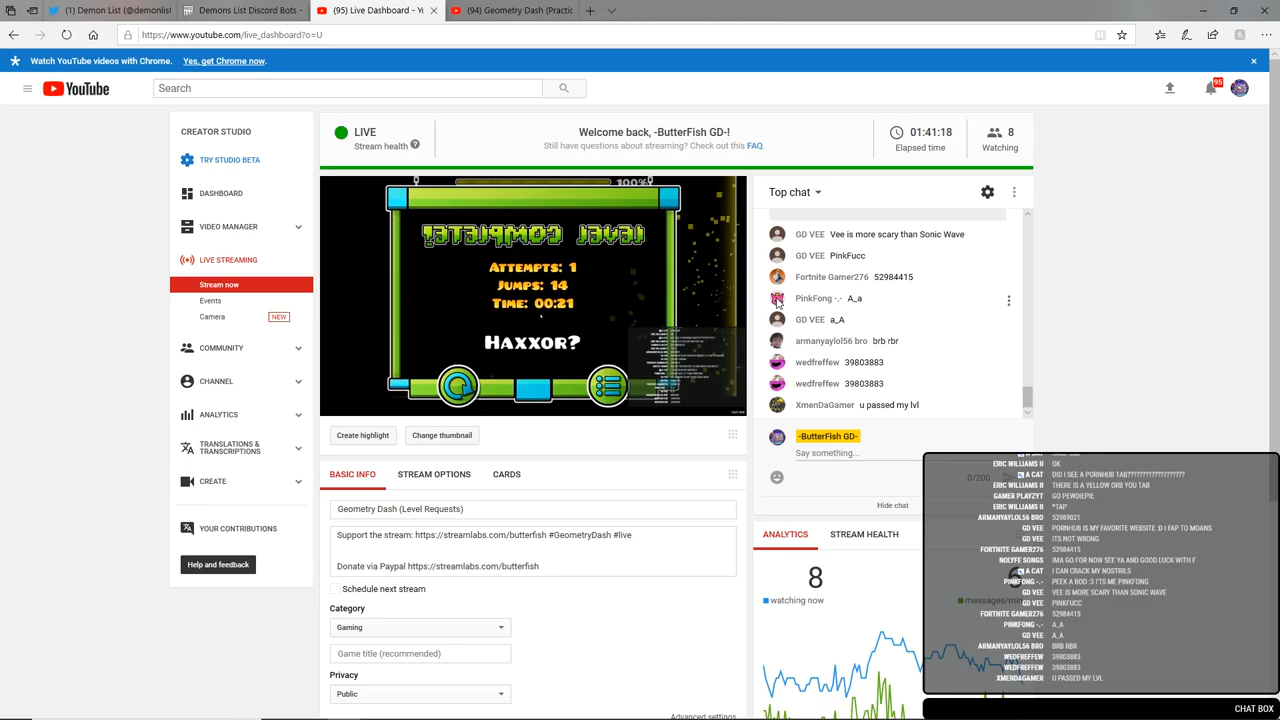 (1) Demon List (@demonlist
Demons List Discord Bots -
(95) Live Dashboard - Y
(94) Geometry Dash (Practic
https://www.youtube.com/live_dashboard?o=U
Watch YouTube videos with Chrome. Yes, get Chrome now.
YouTube
Search
95
CREATOR STUDIO
TRY STUDIO BETA
DASHBOARD
VIDEO MANAGER
LIVE STREAMING
Stream now
Events
Camera NEW
COMMUNITY
CHANNEL
ANALYTICS
TRANSLATIONS & TRANSCRIPTIONS
CREATE
YOUR CONTRIBUTIONS
Help and feedback
LIVE
Stream health
Welcome back, -ButterFish GD-!
Still have questions about streaming? Check out this FAQ.
01:41:18
Elapsed time
8
Watching
100%
Level Complete!
Attempts: 1
Jumps: 14
Time: 00:21
Haxxor?
Create highlight
Change thumbnail
BASIC INFO STREAM OPTIONS CARDS
Geometry Dash (Level Requests)
Support the stream: https://streamlabs.com/butterfish #GeometryDash #live
Donate via Paypal https://streamlabs.com/butterfish
Schedule next stream
Category
Gaming
Game title (recommended)
Privacy
Public
Advanced settings
Top chat
GD VEE Vee is more scary than Sonic Wave
GD VEE PinkFucc
Fortnite Gamer276 52984415
PinkFong -.- A_a
GD VEE a_A
armanyaylol56 bro brb rbr
wedfreffew 39803883
wedfreffew 39803883
XmenDaGamer u passed my lvl
-ButterFish GD-
Say something...
0/200
Hide chat
ANALYTICS STREAM HEALTH
8
watching now
6
messages/min
ERIC WILLIAMS II OK
A CAT DID I SEE A PORNHUB TAB???????????????????
ERIC WILLIAMS II THERE IS A YELLOW ORB YOU TAB
GAMER PLAYZYT GO PEWDIEPIE
ERIC WILLIAMS II *TAP
ARMANYAYLOL56 BRO 52989021
GD VEE PORNHUB IS MY FAVORITE WEBSITE :D I FAP TO MOANS
GD VEE ITS NOT WRONG
FORTNITE GAMER276 52984415
NOLYFE SONGS IMA GO FOR NOW SEE YA AND GOOD LUCK WITH F
A CAT I CAN CRACK MY NOSTRILS
PINKFONG -.- PEEK A BOO :3 I'TS ME PINKFONG
GD VEE VEE IS MORE SCARY THAN SONIC WAVE
GD VEE PINKFUCC
FORTNITE GAMER276 52984415
PINKFONG -.- A_A
GD VEE A_A
ARMANYAYLOL56 BRO BRB RBR
WEDFREFFEW 39803883
WEDFREFFEW 39803883
XMENDAGAMER U PASSED MY LVL
CHAT BOX